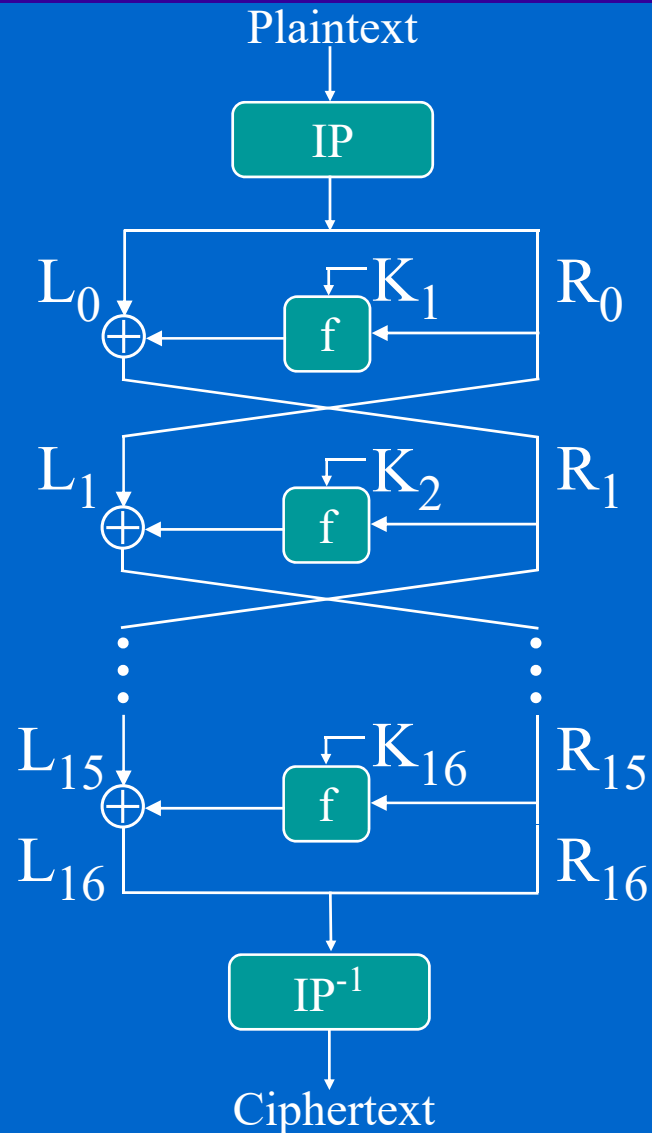 Plaintext
IP
L₀ K₁ R₀
f
L₁ K₂ R₁
f
L₁₅ K₁₆ R₁₅
f
L₁₆ R₁₆
IP⁻¹
Ciphertext